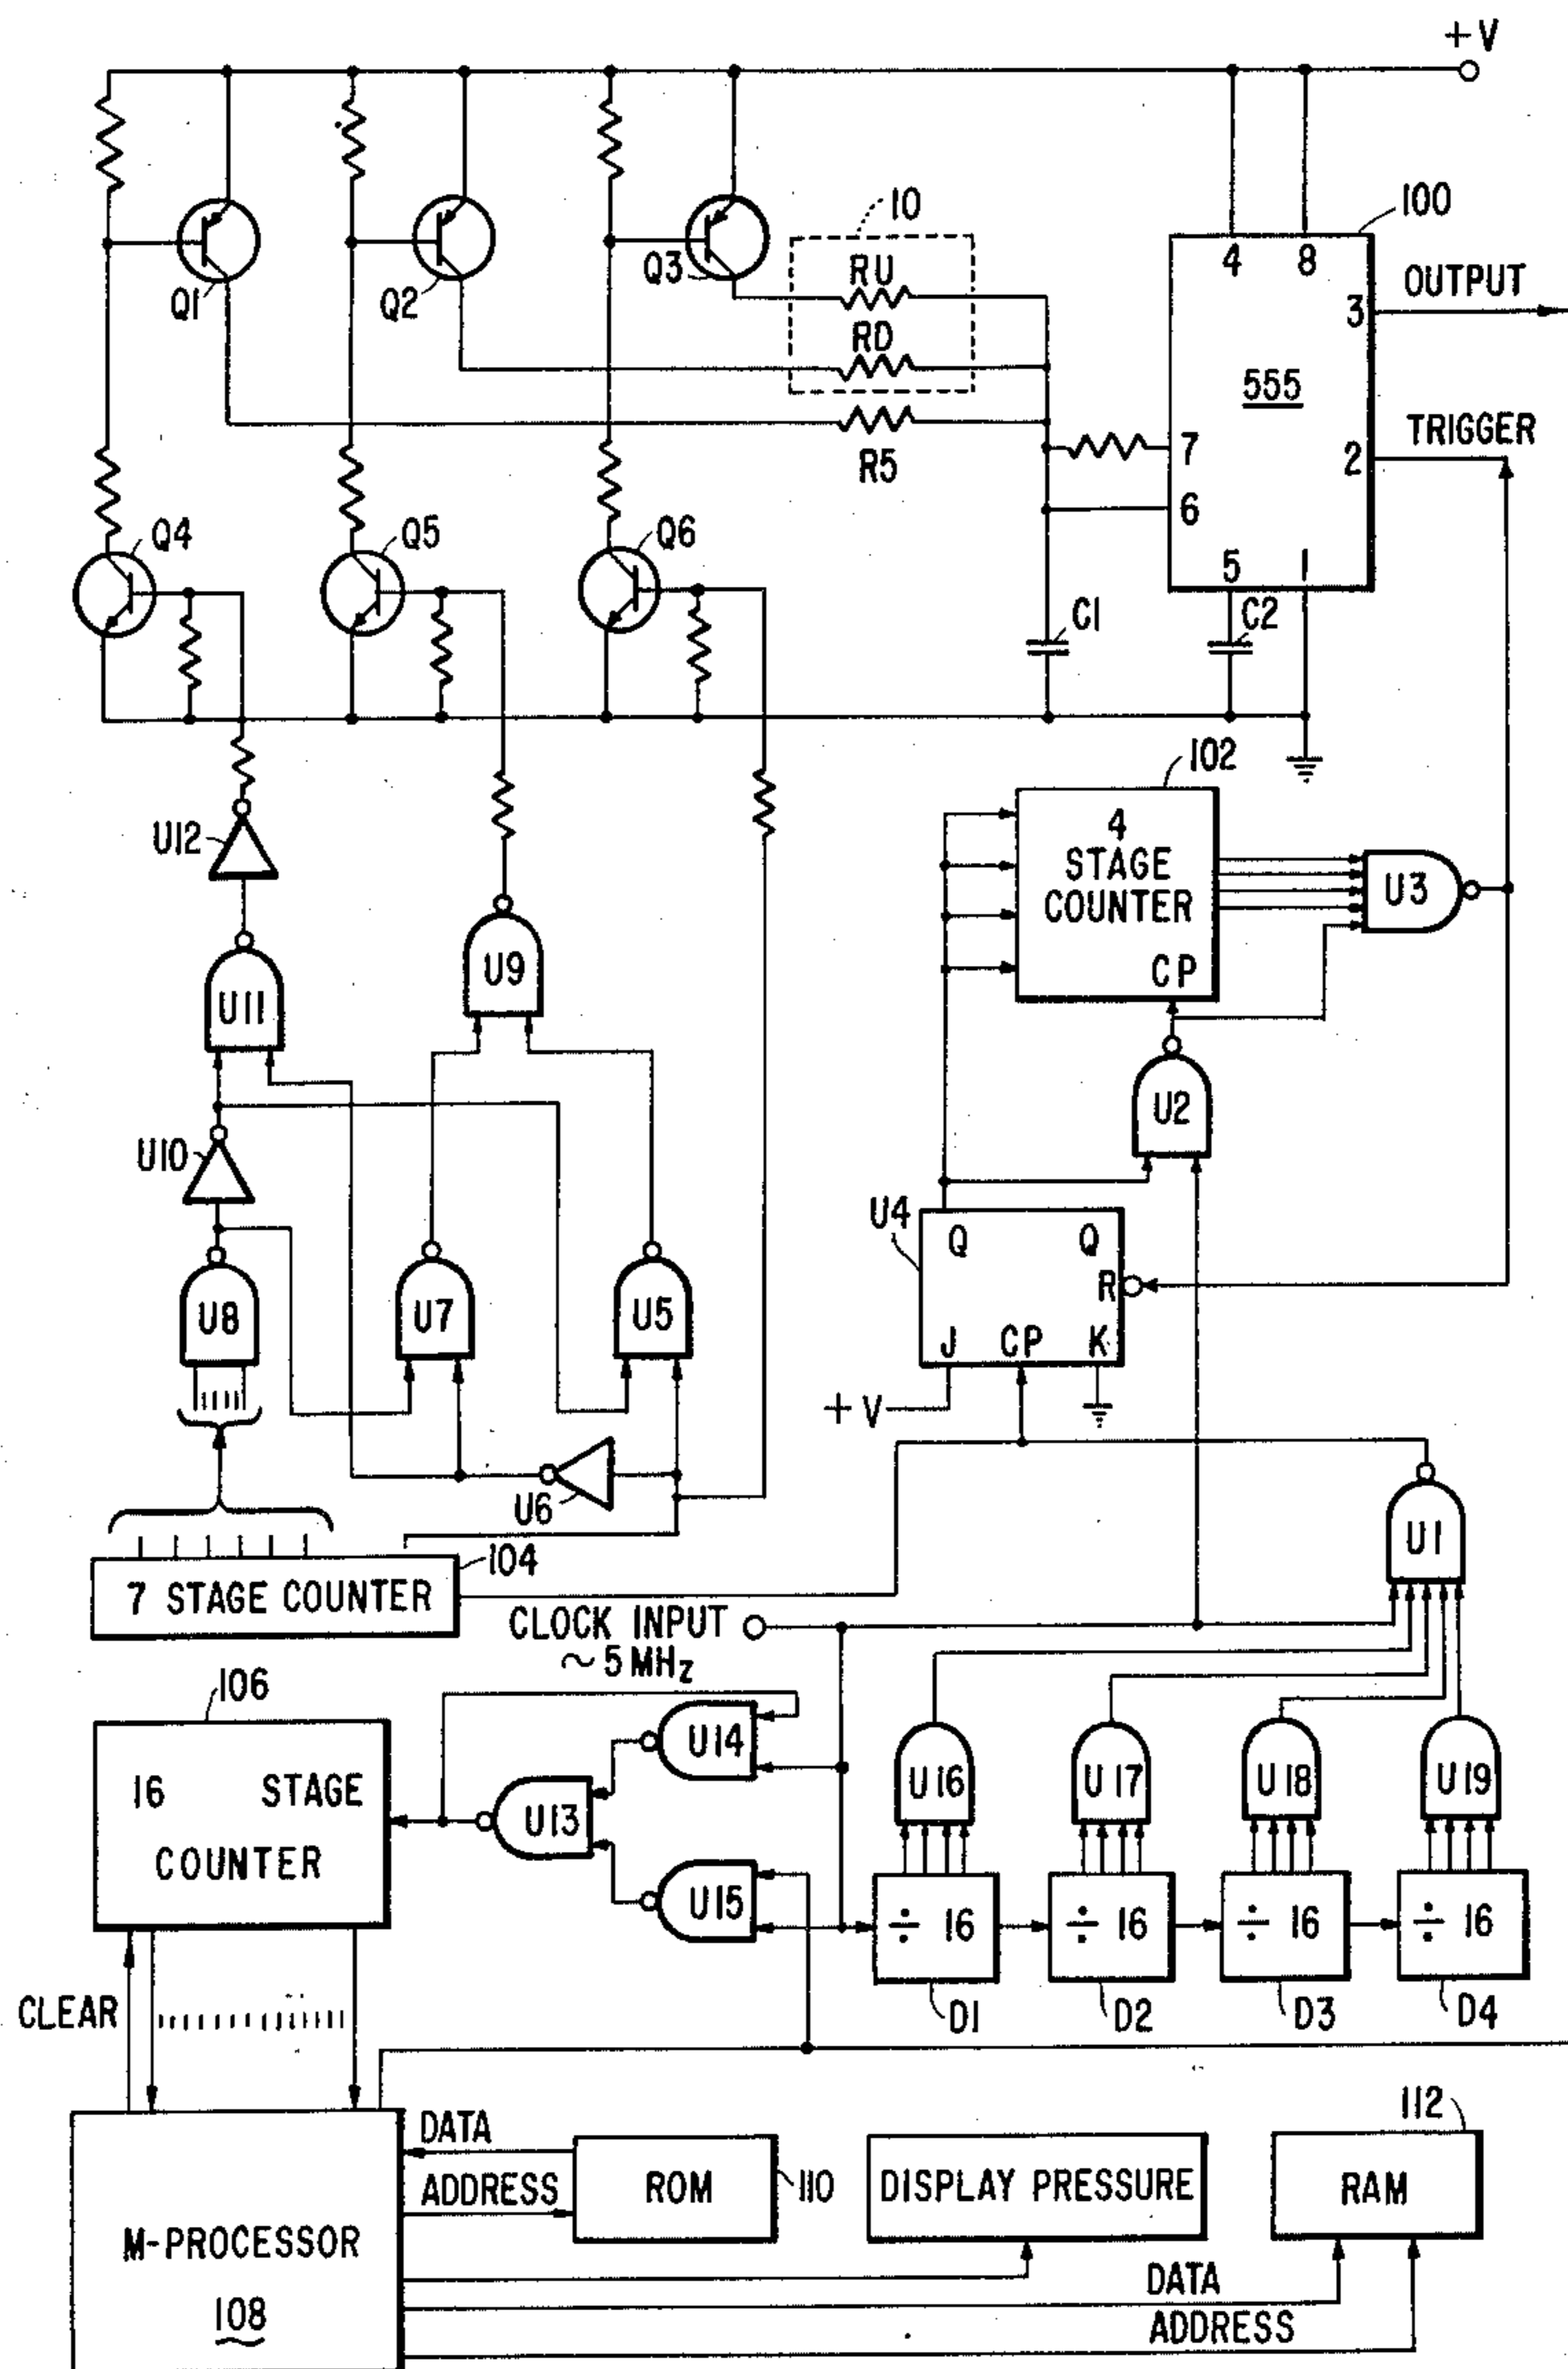 +V
10
100
Q1
Q2
Q3
RU
RD
R5
4 8
3
OUTPUT
555
7
6
2
TRIGGER
5 1
Q4
Q5
Q6
C1
C2
102
4
STAGE
COUNTER
CP
U3
U12
U11
U9
U2
U10
U4
Q Q
R
J CP K
+V
U8
U7
U5
U6
U1
104
7 STAGE COUNTER
CLOCK INPUT
~ 5 MHz
106
16 STAGE
COUNTER
U14
U13
U15
U16
U17
U18
U19
÷ 16
÷ 16
÷ 16
÷ 16
D1
D2
D3
D4
CLEAR
M-PROCESSOR
108
DATA
ADDRESS
ROM
110
DISPLAY PRESSURE
112
RAM
DATA
ADDRESS